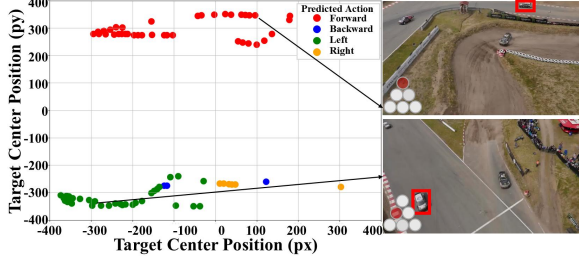 Target Center Position (py)
400
300
200
100
0
-100
-200
-300
-400
Predicted Action
Forward
Backward
Left
Right
-400 -300 -200 -100 0 100 200 300 400
Target Center Position (px)